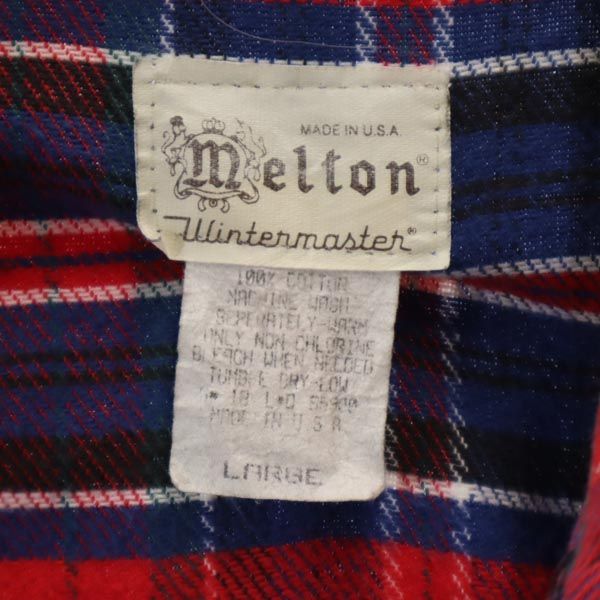 MADE IN U.S.A.
Melton®
Wintermaster®
100% COTTON
MACHINE WASH
SEPERATELY-WARM
ONLY NON CHLORINE
BLEACH WHEN NEEDED
TUMBLE DRY-LOW
MADE IN U.S.A
LARGE